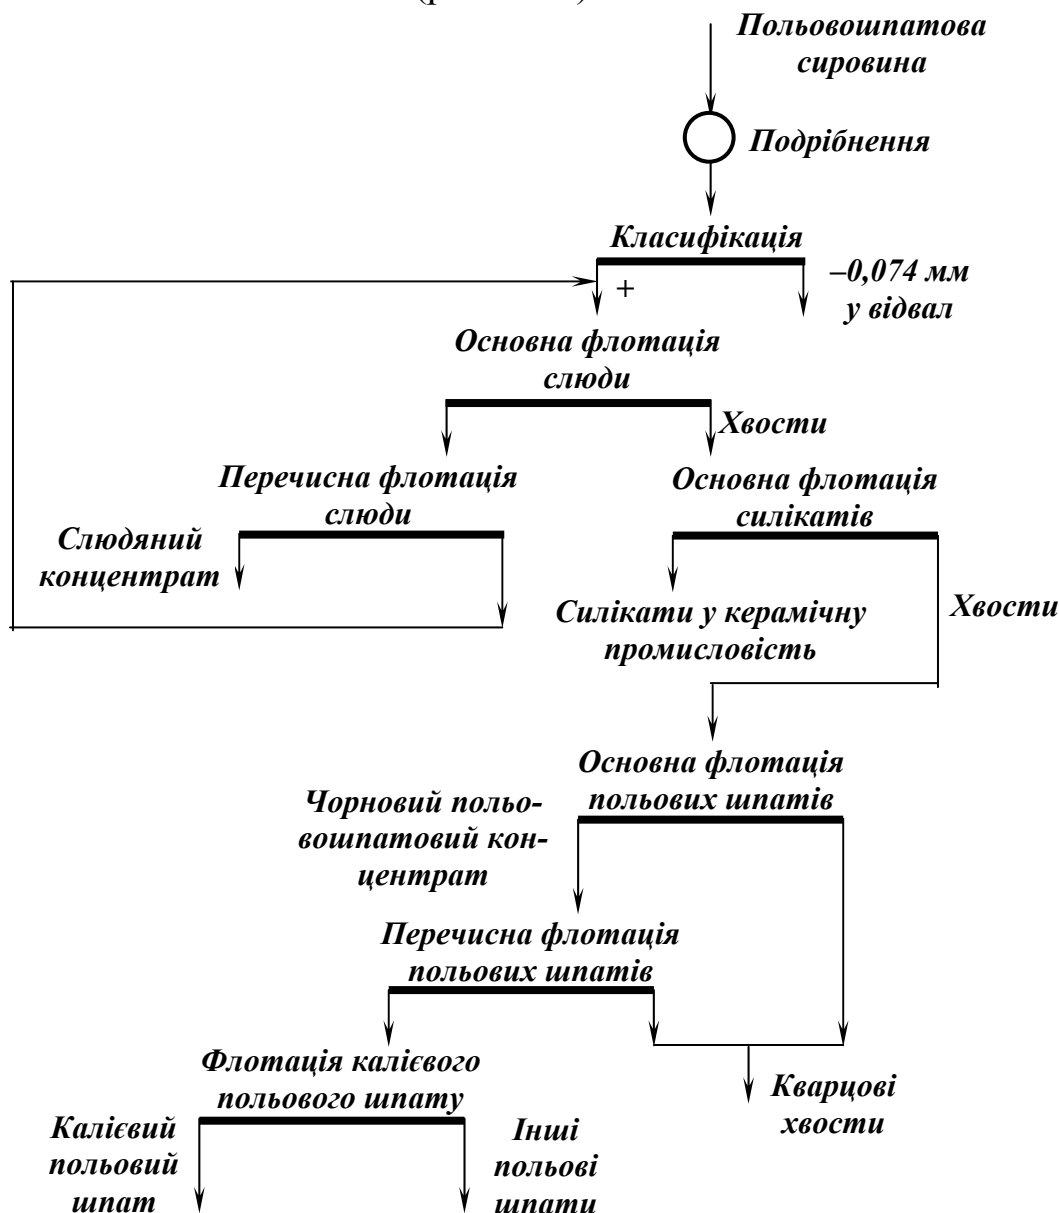 Польовошпатова
сировина
Подрібнення
Класифікація
–0,074 мм
у відвал
+
Основна флотація
слюди
Хвости
Перечисна флотація
слюди
Основна флотація
силікатів
Слюдяний
концентрат
Силікати у керамічну
промисловість
Хвости
Основна флотація
польових шпатів
Чорновий польо-
вошпатовий кон-
центрат
Перечисна флотація
польових шпатів
Флотація калієвого
польового шпату
Кварцові
хвости
Калієвий
польовий
шпат
Інші
польові
шпати